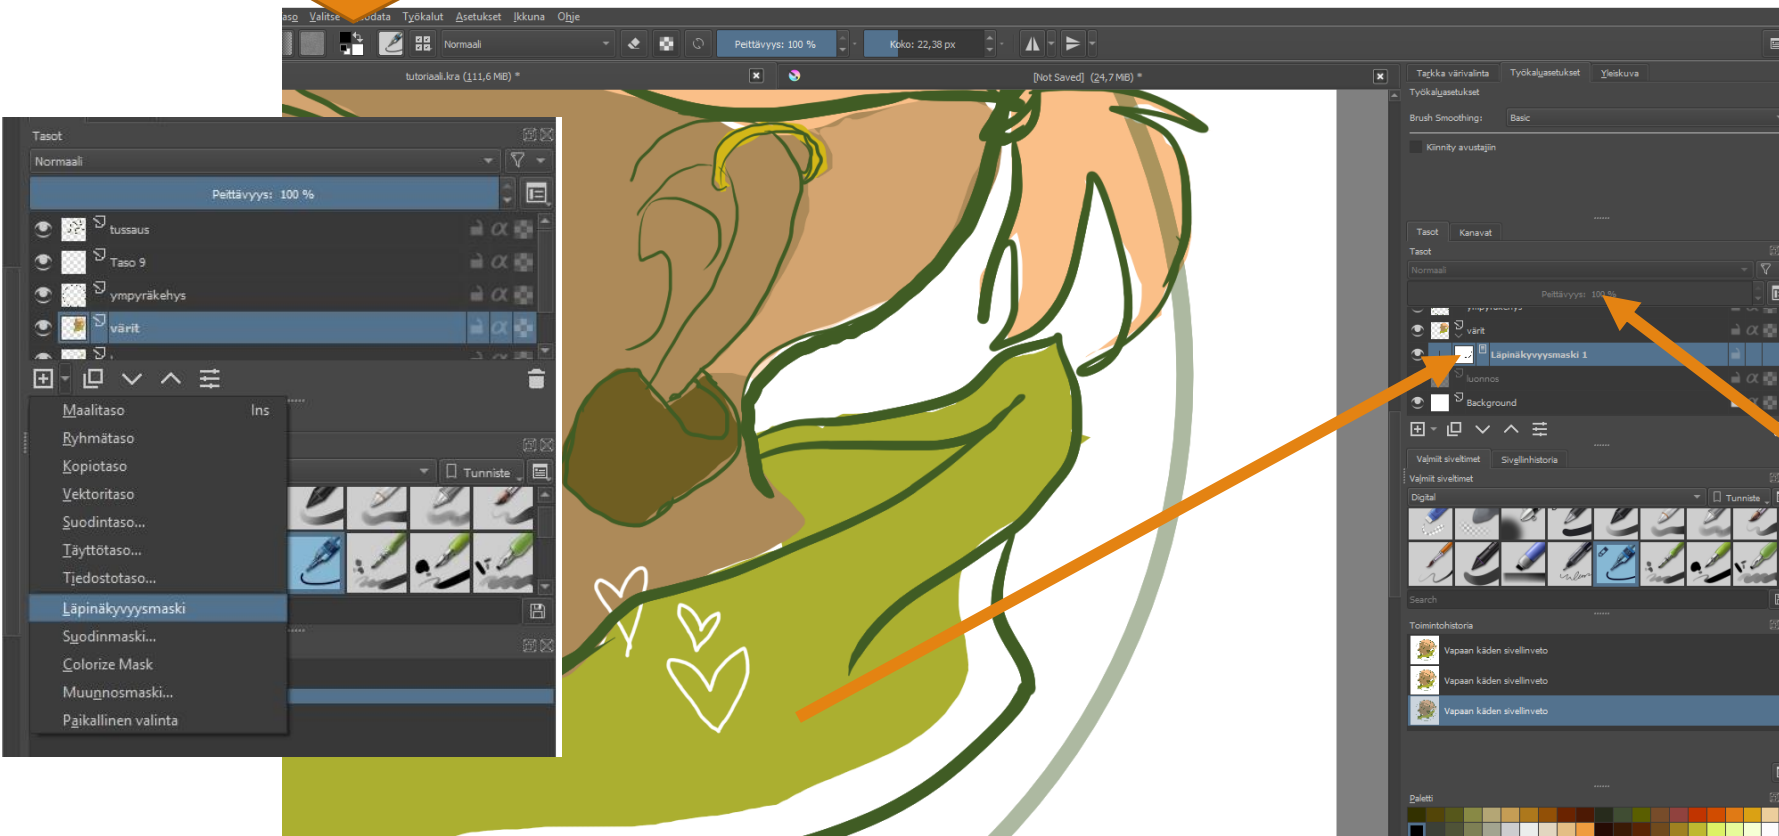 Valitse
Työkalut
Asetukset
Ikkuna
Ohje
Normaali
Peittävyys: 100 %
Koko: 22,38 px
tutoriaali.kra (111,6 MiB) *
[Not Saved] (24,7 MiB) *
Tasot
Normaali
Peittävyys: 100 %
tussaus
Taso 9
ympyräkehys
värit
Maalitaso Ins
Ryhmätaso
Kopiotaso
Vektoritaso
Suodintaso...
Täyttötaso...
Tiedostotaso...
Läpinäkyvyysmaski
Suodinmaski...
Colorize Mask
Muunnosmaski...
Paikallinen valinta
Tunniste
Tarkka värivalinta
Työkaluasetukset
Yleiskuva
Työkaluasetukset
Brush Smoothing: Basic
Kiinnity avustajiin
Tasot
Kanavat
Tasot
Normaali
Peittävyys: 100 %
värit
Läpinäkyvyysmaski 1
luonnos
Background
Valmiit siveltimet
Sivellinhistoria
Valmiit siveltimet
Digital
Tunniste
Search
Toimintohistoria
Vapaan käden sivellinveto
Vapaan käden sivellinveto
Vapaan käden sivellinveto
Paletti